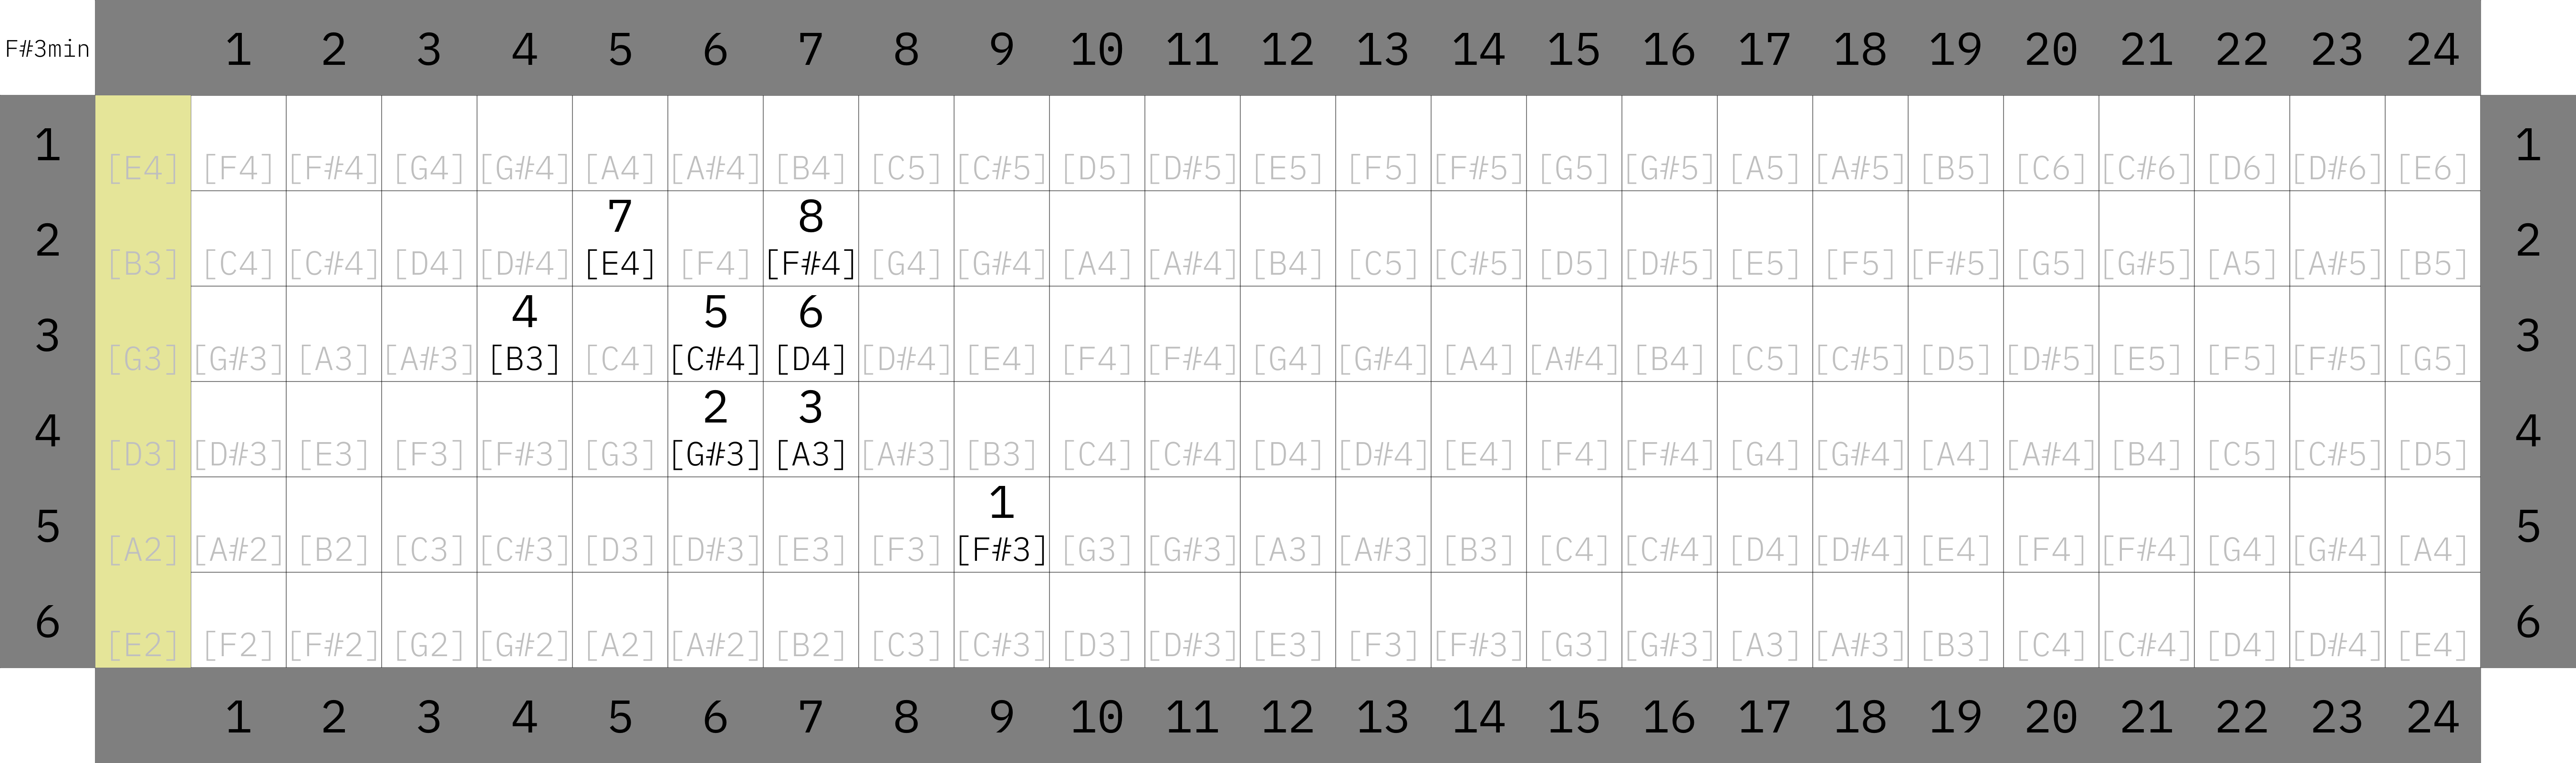 F#3min 1 2 3 4 5 6 7 8 9 10 11 12 13 14 15 16 17 18 19 20 21 22 23 24
1 [E4] [F4] [F#4] [G4] [G#4] [A4] [A#4] [B4] [C5] [C#5] [D5] [D#5] [E5] [F5] [F#5] [G5] [G#5] [A5] [A#5] [B5] [C6] [C#6] [D6] [D#6] [E6] 1
7 8
2 [B3] [C4] [C#4] [D4] [D#4] [E4] [F4] [F#4] [G4] [G#4] [A4] [A#4] [B4] [C5] [C#5] [D5] [D#5] [E5] [F5] [F#5] [G5] [G#5] [A5] [A#5] [B5] 2
4 5 6
3 [G3] [G#3] [A3] [A#3] [B3] [C4] [C#4] [D4] [D#4] [E4] [F4] [F#4] [G4] [G#4] [A4] [A#4] [B4] [C5] [C#5] [D5] [D#5] [E5] [F5] [F#5] [G5] 3
2 3
4 [D3] [D#3] [E3] [F3] [F#3] [G3] [G#3] [A3] [A#3] [B3] [C4] [C#4] [D4] [D#4] [E4] [F4] [F#4] [G4] [G#4] [A4] [A#4] [B4] [C5] [C#5] [D5] 4
1
5 [A2] [A#2] [B2] [C3] [C#3] [D3] [D#3] [E3] [F3] [F#3] [G3] [G#3] [A3] [A#3] [B3] [C4] [C#4] [D4] [D#4] [E4] [F4] [F#4] [G4] [G#4] [A4] 5
6 [E2] [F2] [F#2] [G2] [G#2] [A2] [A#2] [B2] [C3] [C#3] [D3] [D#3] [E3] [F3] [F#3] [G3] [G#3] [A3] [A#3] [B3] [C4] [C#4] [D4] [D#4] [E4] 6
1 2 3 4 5 6 7 8 9 10 11 12 13 14 15 16 17 18 19 20 21 22 23 24